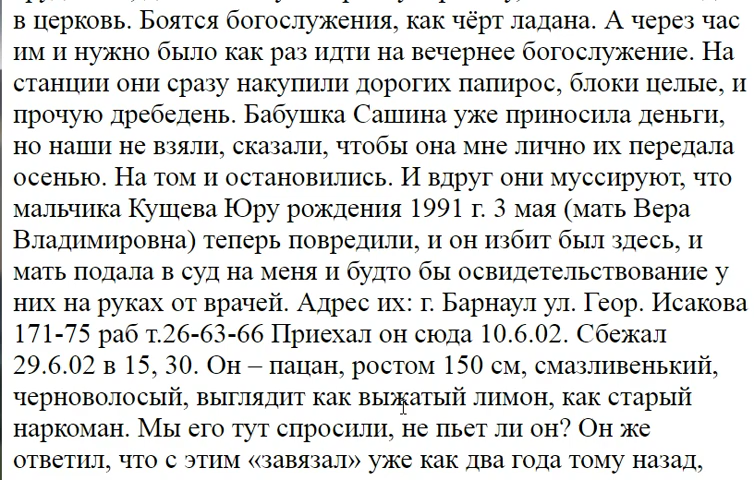 в церковь. Боятся богослужения, как чёрт ладана. А через час
им и нужно было как раз идти на вечернее богослужение. На
станции они сразу накупили дорогих папирос, блоки целые, и
прочую дребедень. Бабушка Сашина уже приносила деньги,
но наши не взяли, сказали, чтобы она мне лично их передала
осенью. На том и остановились. И вдруг они муссируют, что
мальчика Кущева Юру рождения 1991 г. 3 мая (мать Вера
Владимировна) теперь повредили, и он избит был здесь, и
мать подала в суд на меня и будто бы освидетельствование у
них на руках от врачей. Адрес их: г. Барнаул ул. Геор. Исакова
171-75 раб т.26-63-66 Приехал он сюда 10.6.02. Сбежал
29.6.02 в 15, 30. Он – пацан, ростом 150 см, смазливенький,
черноволосый, выглядит как выжатый лимон, как старый
наркоман. Мы его тут спросили, не пьет ли он? Он же
ответил, что с этим «завязал» уже как два года тому назад,